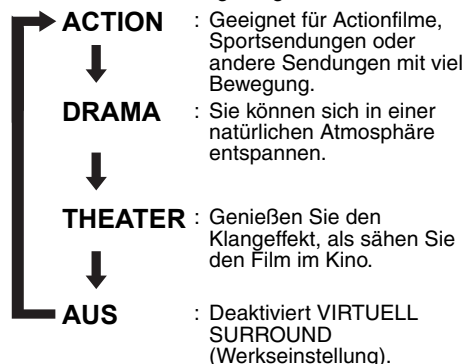 ACTION : Geeignet für Actionfilme,
Sportsendungen oder
andere Sendungen mit viel
Bewegung.
DRAMA : Sie können sich in einer
natürlichen Atmosphäre
entspannen.
THEATER : Genießen Sie den
Klangeffekt, als sähen Sie
den Film im Kino.
AUS : Deaktiviert VIRTUELL
SURROUND
(Werkseinstellung).